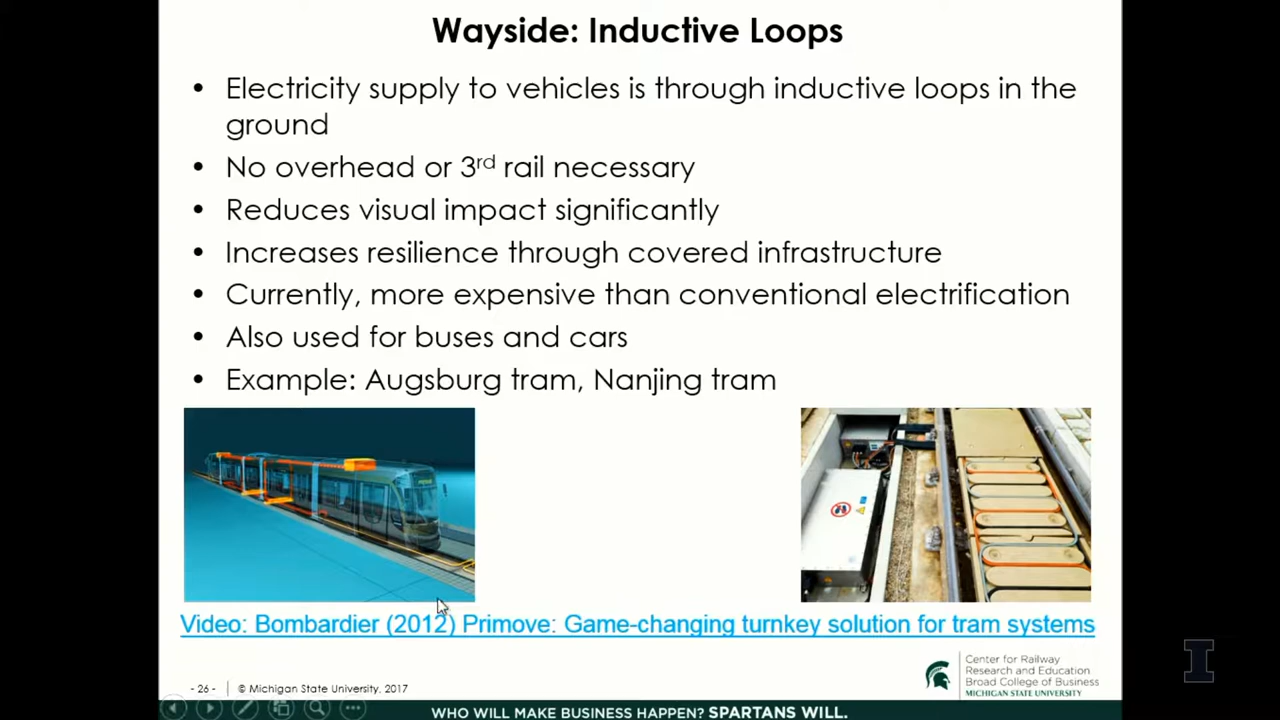 Wayside: Inductive Loops
• Electricity supply to vehicles is through inductive loops in the
ground
• No overhead or 3rd rail necessary
• Reduces visual impact significantly
• Increases resilience through covered infrastructure
• Currently, more expensive than conventional electrification
• Also used for buses and cars
• Example: Augsburg tram, Nanjing tram
Video: Bombardier (2012) Primove: Game-changing turnkey solution for tram systems
- 26 - © Michigan State University, 2017
Center for Railway
Research and Education
Broad College of Business
MICHIGAN STATE UNIVERSITY
WHO WILL MAKE BUSINESS HAPPEN? SPARTANS WILL.
I